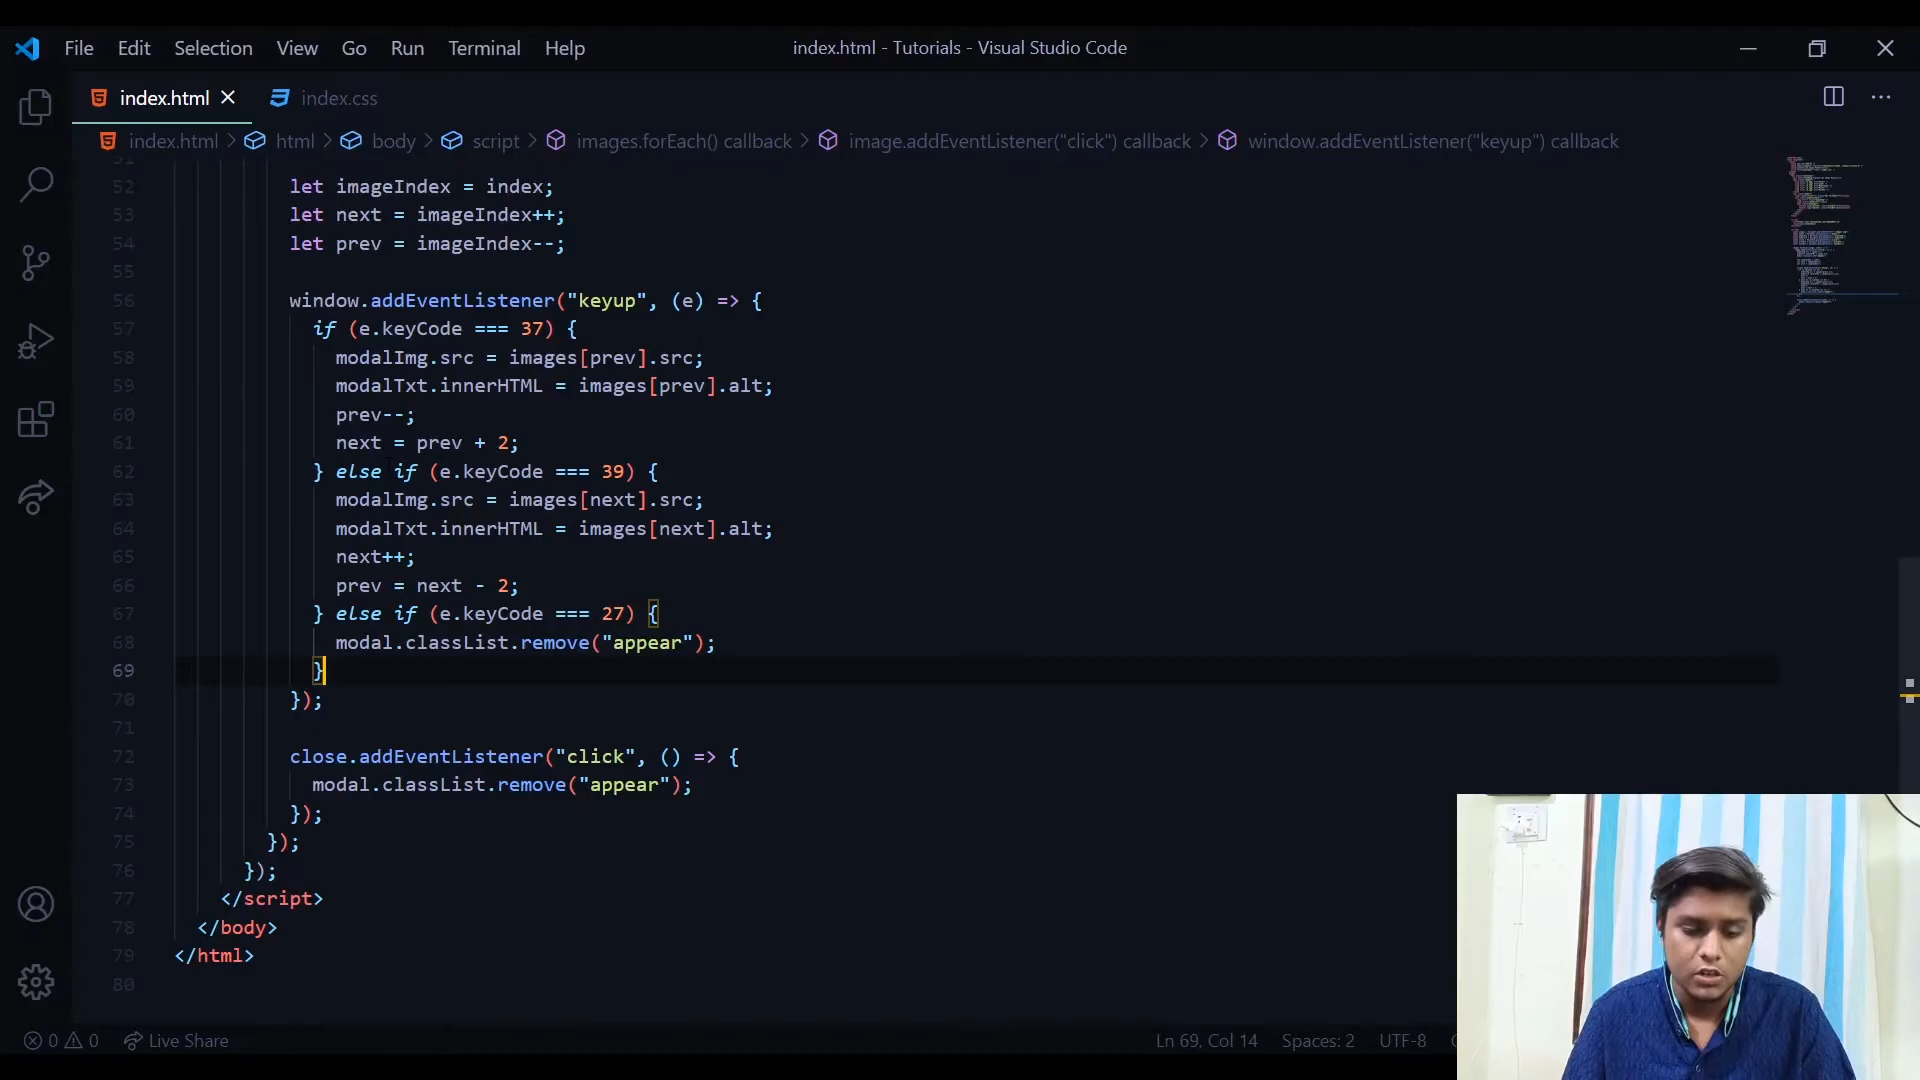 File Edit Selection View Go Run Terminal Help index.html - Tutorials - Visual Studio Code
index.html index.css
index.html > html > body > script > images.forEach() callback > image.addEventListener("click") callback > window.addEventListener("keyup") callback
51
52 let imageIndex = index;
53 let next = imageIndex++;
54 let prev = imageIndex--;
55
56 window.addEventListener("keyup", (e) => {
57 if (e.keyCode === 37) {
58 modalImg.src = images[prev].src;
59 modalTxt.innerHTML = images[prev].alt;
60 prev--;
61 next = prev + 2;
62 } else if (e.keyCode === 39) {
63 modalImg.src = images[next].src;
64 modalTxt.innerHTML = images[next].alt;
65 next++;
66 prev = next - 2;
67 } else if (e.keyCode === 27) {
68 modal.classList.remove("appear");
69 }
70 });
71
72 close.addEventListener("click", () => {
73 modal.classList.remove("appear");
74 });
75 });
76 });
77 </script>
78 </body>
79 </html>
80
0 0 Live Share Ln 69, Col 14 Spaces: 2 UTF-8